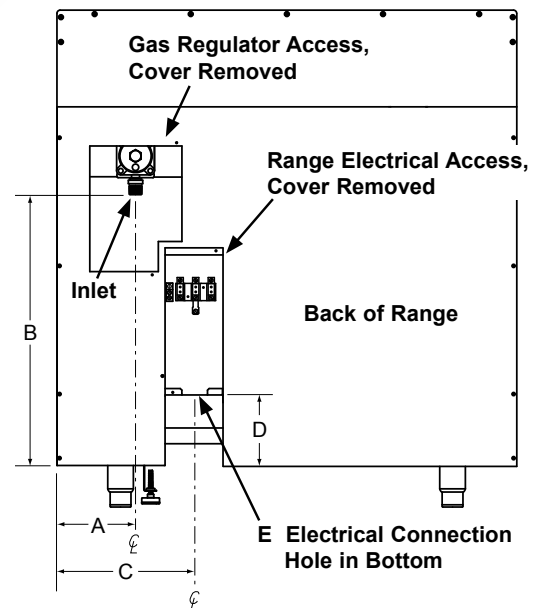 Gas Regulator Access,
Cover Removed
Range Electrical Access,
Cover Removed
Inlet
Back of Range
B
D
A
℄
E Electrical Connection
Hole in Bottom
C
℄